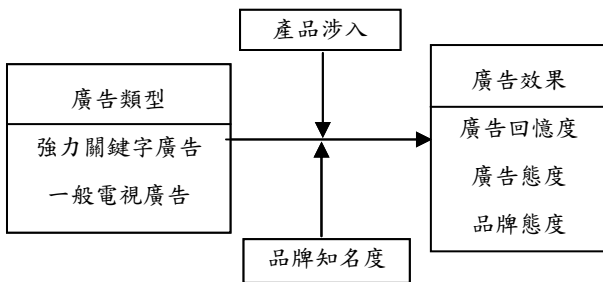 產品涉入
廣告類型
強力關鍵字廣告
一般電視廣告
廣告效果
廣告回憶度
廣告態度
品牌態度
品牌知名度